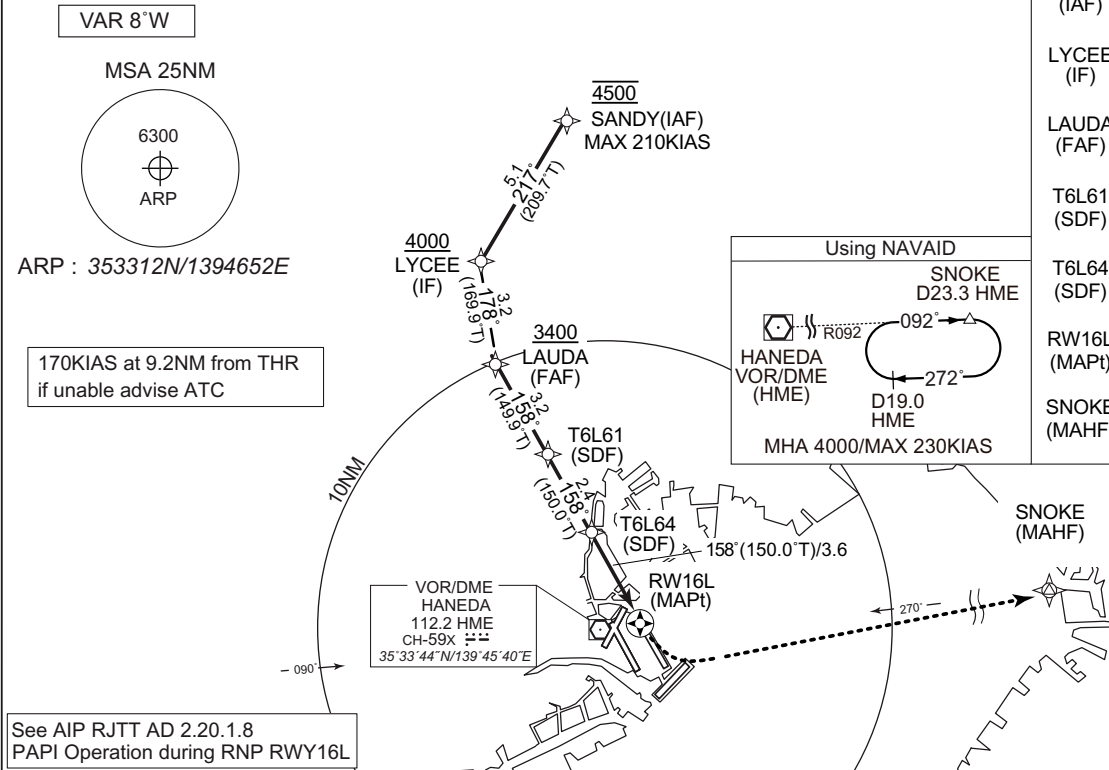 VAR 8˚W
MSA 25NM
6300
ARP
ARP : 353312N/1394652E
170KIAS at 9.2NM from THR
if unable advise ATC
4500
SANDY(IAF)
MAX 210KIAS
5.1
217˚
(209.7˚T)
4000
LYCEE
(IF)
3.2
178˚
(169.9˚T)
3400
LAUDA
(FAF)
3.2
158˚
(149.9˚T)
T6L61
(SDF)
2.4
158˚
(150.0˚T)
T6L64
(SDF)
158˚(150.0˚T)/3.6
RW16L
(MAPt)
10NM
VOR/DME
HANEDA
112.2 HME
CH-59X
35˚33´44˝N/139˚45´40˝E
090˚
270˚
SNOKE
(MAHF)
Using NAVAID
SNOKE
D23.3 HME
092˚
R092
HANEDA
VOR/DME
(HME)
272˚
D19.0
HME
MHA 4000/MAX 230KIAS
(IAF)
LYCEE
(IF)
LAUDA
(FAF)
T6L61
(SDF)
T6L64
(SDF)
RW16L
(MAPt)
SNOKE
(MAHF
See AIP RJTT AD 2.20.1.8
PAPI Operation during RNP RWY16L